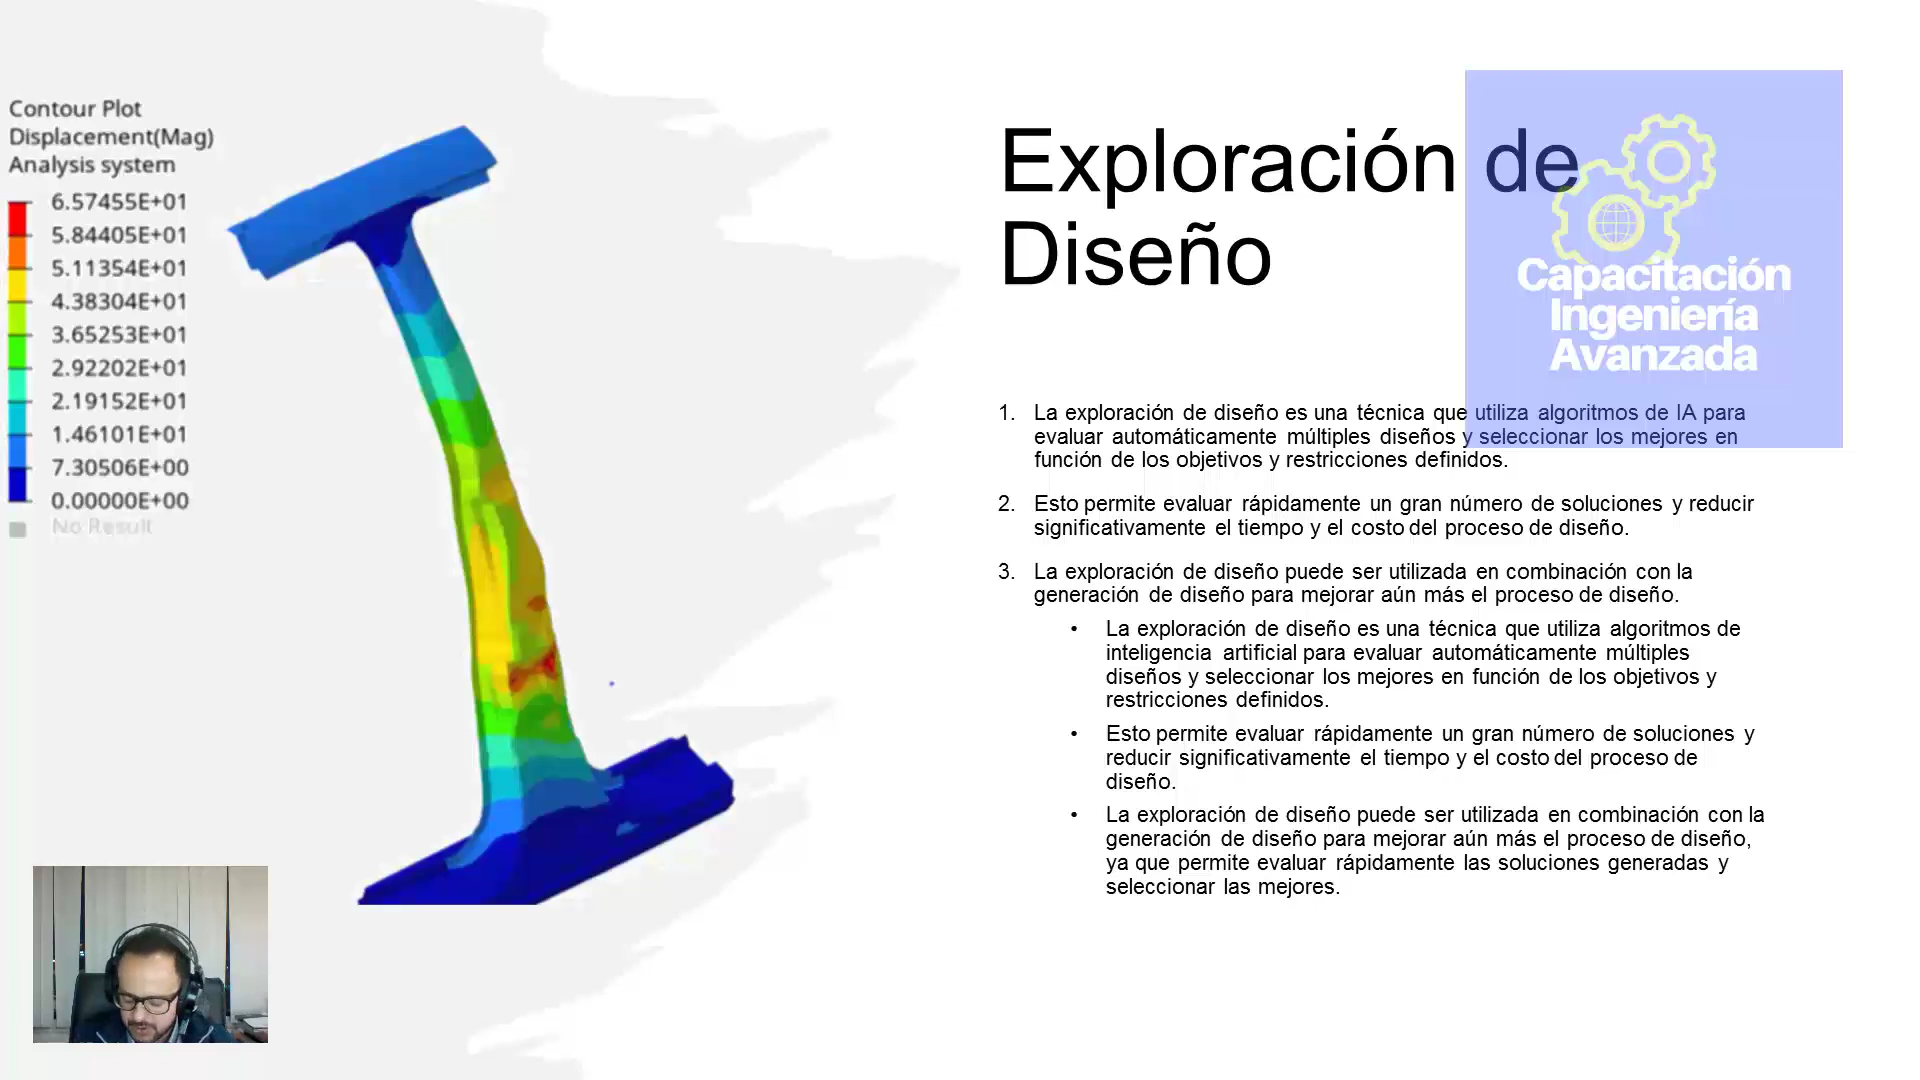 Contour Plot
Displacement(Mag)
Analysis system
6.57455E+01
5.84405E+01
5.11354E+01
4.38304E+01
3.65253E+01
2.92202E+01
2.19152E+01
1.46101E+01
7.30506E+00
0.00000E+00
No Result
Exploración de
Diseño
Capacitación
Ingeniería
Avanzada
1. La exploración de diseño es una técnica que utiliza algoritmos de IA para
evaluar automáticamente múltiples diseños y seleccionar los mejores en
función de los objetivos y restricciones definidos.
2. Esto permite evaluar rápidamente un gran número de soluciones y reducir
significativamente el tiempo y el costo del proceso de diseño.
3. La exploración de diseño puede ser utilizada en combinación con la
generación de diseño para mejorar aún más el proceso de diseño.
• La exploración de diseño es una técnica que utiliza algoritmos de
inteligencia artificial para evaluar automáticamente múltiples
diseños y seleccionar los mejores en función de los objetivos y
restricciones definidos.
• Esto permite evaluar rápidamente un gran número de soluciones y
reducir significativamente el tiempo y el costo del proceso de
diseño.
• La exploración de diseño puede ser utilizada en combinación con la
generación de diseño para mejorar aún más el proceso de diseño,
ya que permite evaluar rápidamente las soluciones generadas y
seleccionar las mejores.